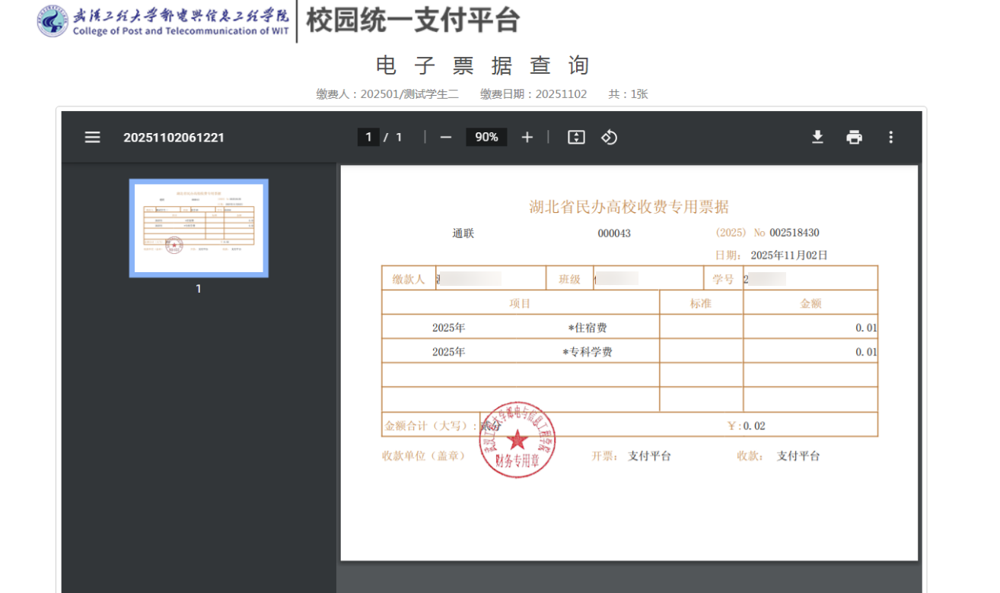 武汉工程大学邮电与信息工程学院 校园统一支付平台
College of Post and Telecommunication of WIT
电子票据查询
缴费人：202501/测试学生二 缴费日期：20251102 共：1张
20251102061221 1 / 1 90%
1
湖北省民办高校收费专用票据
通联 000043 (2025) No 002518430
日期： 2025年11月02日
缴款人 班级 学号 2
项目 标准 金额
2025年 *住宿费 0.01
2025年 *专科学费 0.01
金额合计（大写）: 贰分 ￥:0.02
收款单位（盖章） 开票： 支付平台 收款： 支付平台
武汉工程大学邮电与信息工程学院
财务专用章